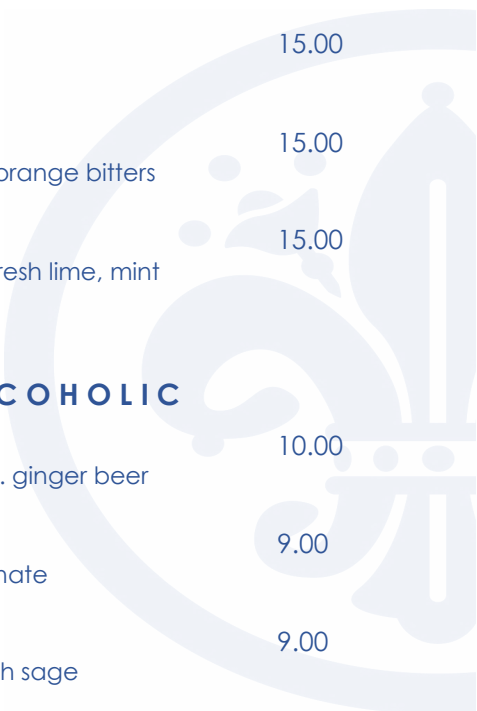 15.00
15.00
orange bitters
15.00
resh lime, mint
COHOLIC
10.00
. ginger beer
9.00
nate
9.00
h sage